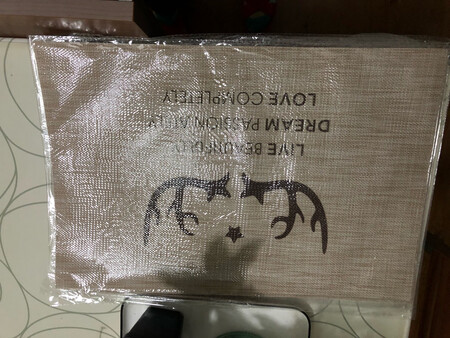 LIVE BEAUTIFULLY
DREAM PASSIONATELY
LOVE COMPLETELY